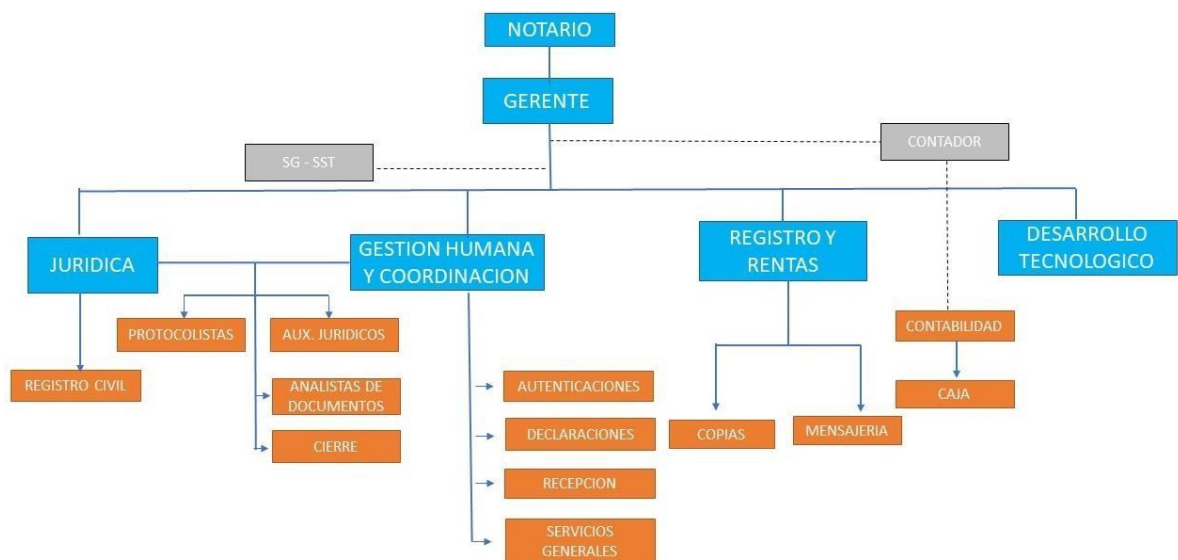 NOTARIO
GERENTE
SG - SST
CONTADOR
JURIDICA
GESTION HUMANA
Y COORDINACION
REGISTRO Y
RENTAS
DESARROLLO
TECNOLOGICO
PROTOCOLISTAS
AUX. JURIDICOS
REGISTRO CIVIL
ANALISTAS DE
DOCUMENTOS
CIERRE
AUTENTICACIONES
DECLARACIONES
RECEPCION
SERVICIOS
GENERALES
COPIAS
MENSAJERIA
CONTABILIDAD
CAJA